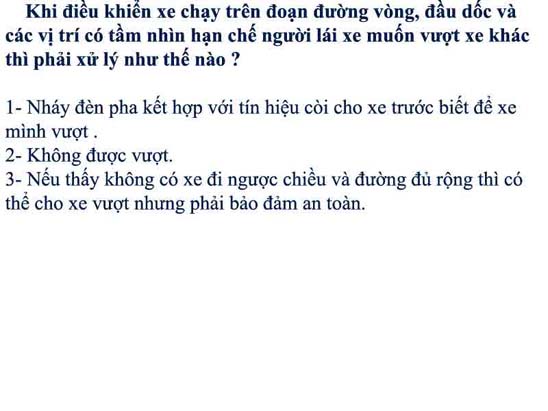 Khi điều khiển xe chạy trên đoạn đường vòng, đầu dốc và
các vị trí có tầm nhìn hạn chế người lái xe muốn vượt xe khác
thì phải xử lý như thế nào ?
1- Nháy đèn pha kết hợp với tín hiệu còi cho xe trước biết để xe
mình vượt .
2- Không được vượt.
3- Nếu thấy không có xe đi ngược chiều và đường đủ rộng thì có
thể cho xe vượt nhưng phải bảo đảm an toàn.